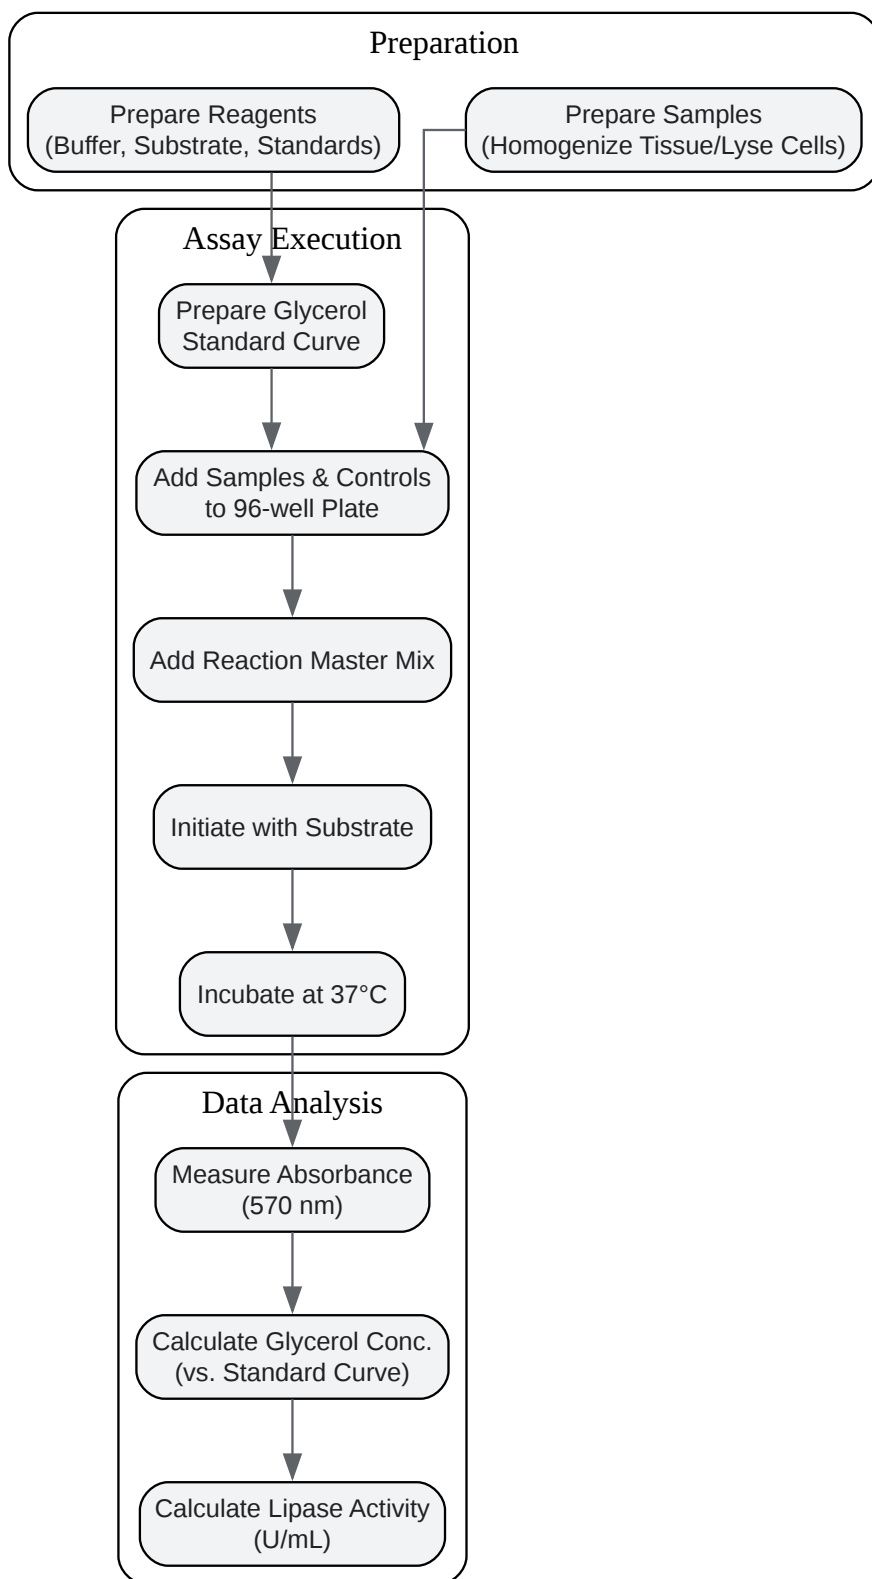 Preparation
Prepare Reagents
(Buffer, Substrate, Standards)
Prepare Samples
(Homogenize Tissue/Lyse Cells)
Assay Execution
Prepare Glycerol
Standard Curve
Add Samples & Controls
to 96-well Plate
Add Reaction Master Mix
Initiate with Substrate
Incubate at 37°C
Data Analysis
Measure Absorbance
(570 nm)
Calculate Glycerol Conc.
(vs. Standard Curve)
Calculate Lipase Activity
(U/mL)